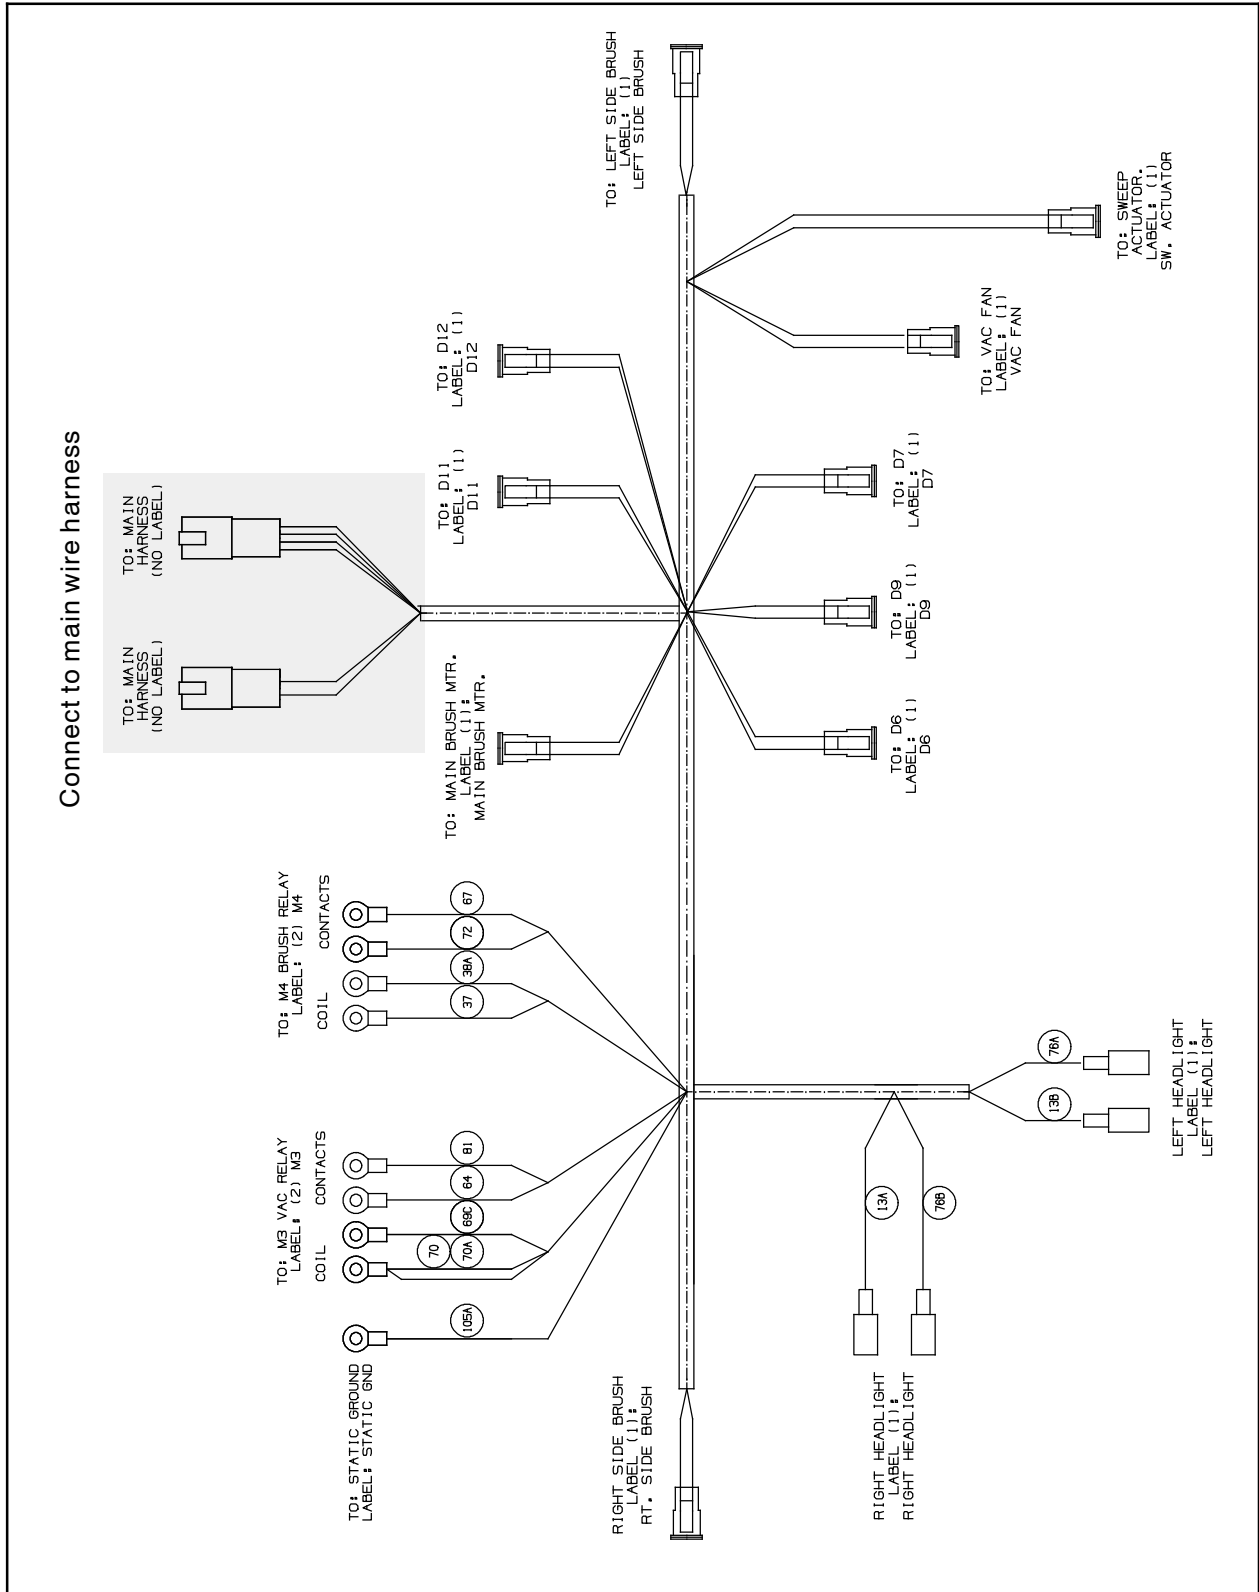 Connect to main wire harness
TO: MAIN
HARNESS
(NO LABEL)
TO: MAIN
HARNESS
(NO LABEL)
TO: STATIC GROUND
LABEL: STATIC GND
TO: M3 VAC RELAY
LABEL: (2) M3
COIL
CONTACTS
TO: M4 BRUSH RELAY
LABEL: (2) M4
COIL
CONTACTS
TO: MAIN BRUSH MTR.
LABEL (1):
MAIN BRUSH MTR.
TO: D11
LABEL: (1)
D11
TO: D12
LABEL: (1)
D12
105A
70
70A
69C
64
81
37
38A
72
67
RIGHT SIDE BRUSH
LABEL (1):
RT. SIDE BRUSH
TO: LEFT SIDE BRUSH
LABEL: (1)
LEFT SIDE BRUSH
13A
76B
RIGHT HEADLIGHT
LABEL (1):
RIGHT HEADLIGHT
13B
76A
LEFT HEADLIGHT
LABEL (1):
LEFT HEADLIGHT
TO: D6
LABEL: (1)
D6
TO: D9
LABEL: (1)
D9
TO: D7
LABEL: (1)
D7
TO: VAC FAN
LABEL: (1)
VAC FAN
TO: SWEEP
ACTUATOR.
LABEL: (1)
SW. ACTUATOR